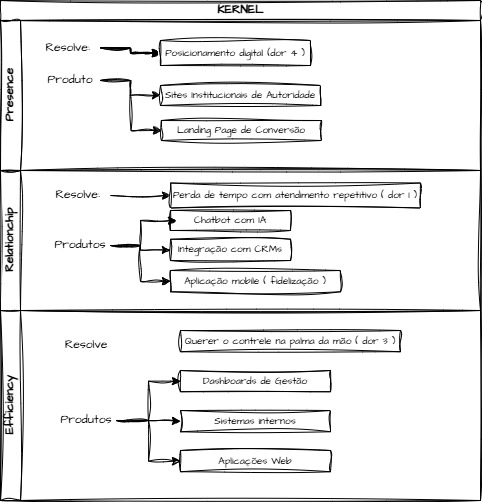 KERNEL
Presence
Resolve:
Posicionamento digital (dor 4 )
Produto
Sites Institucionais de Autoridade
Landing Page de Conversão
Relationchip
Resolve:
Perda de tempo com atendimento repetitivo ( dor 1 )
Produtos
Chatbot com IA
Integração com CRMs
Aplicação mobile ( fidelização )
Efficiency
Resolve
Querer o contrele na palma da mão ( dor 3 )
Produtos
Dashboards de Gestão
Sistemas internos
Aplicações Web